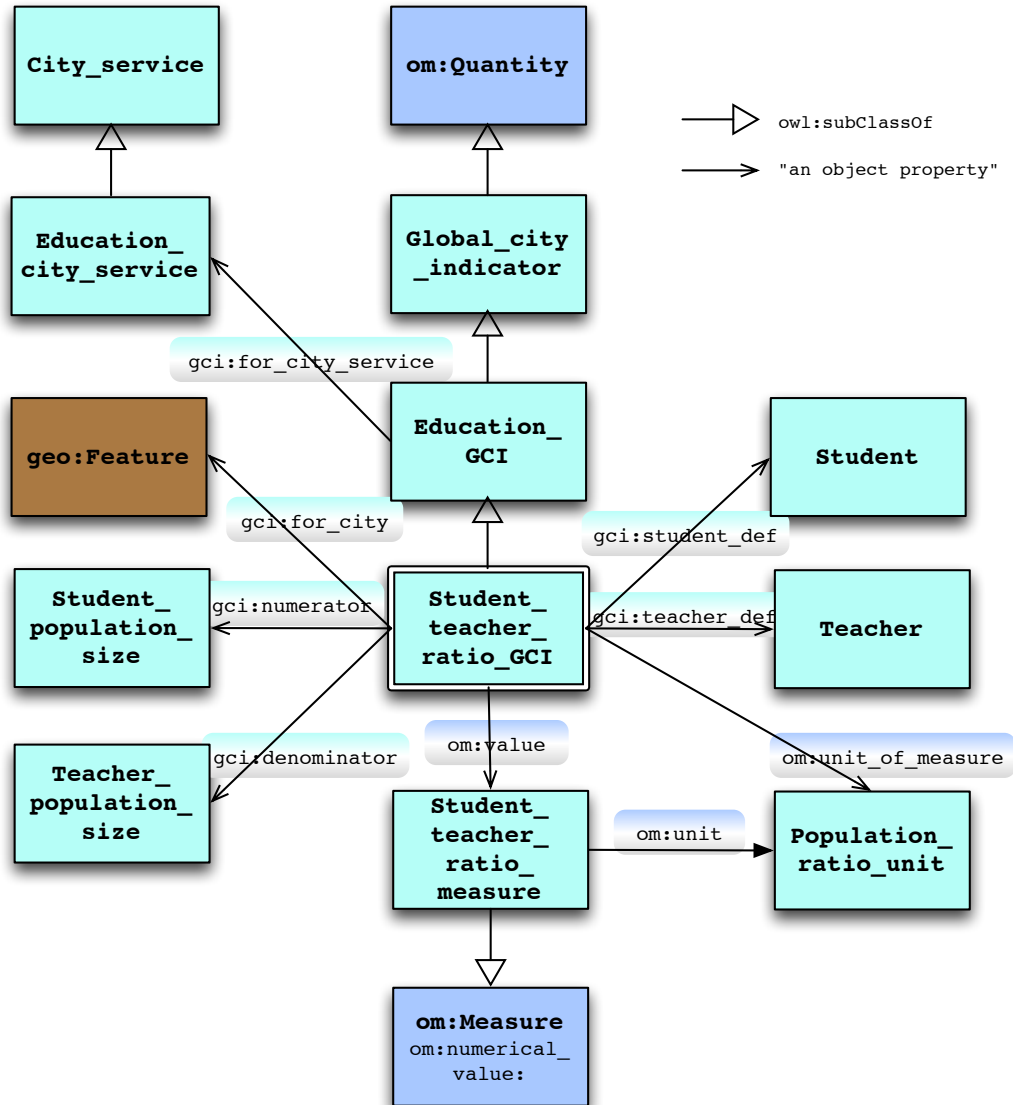 City_service
om:Quantity
owl:subClassOf
"an object property"
Education_
city_service
Global_city
_indicator
gci:for_city_service
Education_
GCI
geo:Feature
Student
gci:for_city
gci:student_def
Student_
population_
size
gci:numerator
Student_
teacher_
ratio_GCI
gci:teacher_def
Teacher
om:value
om:unit_of_measure
gci:denominator
Teacher_
population_
size
Student_
teacher_
ratio_
measure
om:unit
Population_
ratio_unit
om:Measure
om:numerical_
value: